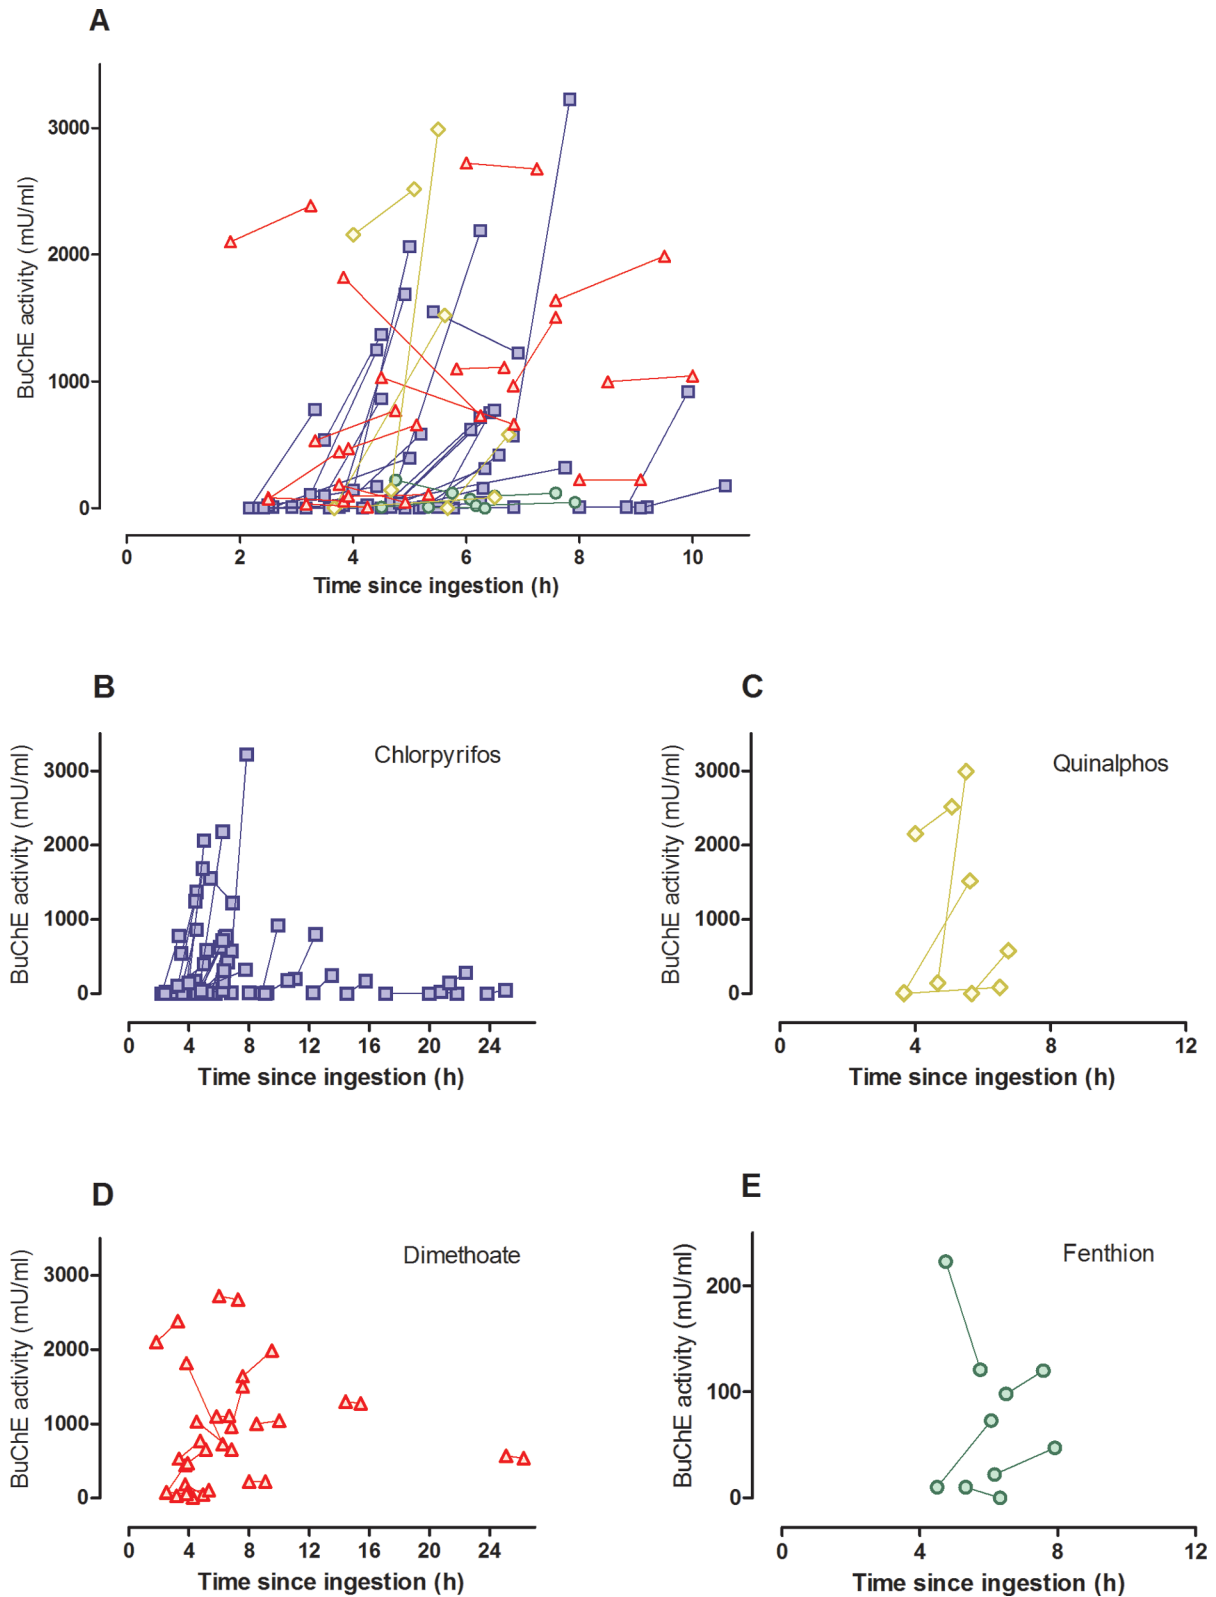 A
BuChE activity (mU/ml)
3000
2000
1000
0
0 2 4 6 8 10
Time since ingestion (h)
B
Chlorpyrifos
BuChE activity (mU/ml)
3000
2000
1000
0
0 4 8 12 16 20 24
Time since ingestion (h)
C
Quinalphos
BuChE activity (mU/ml)
3000
2000
1000
0
0 4 8 12
Time since ingestion (h)
D
Dimethoate
BuChE activity (mU/ml)
3000
2000
1000
0
0 4 8 12 16 20 24
Time since ingestion (h)
E
Fenthion
BuChE activity (mU/ml)
200
100
0
0 4 8 12
Time since ingestion (h)